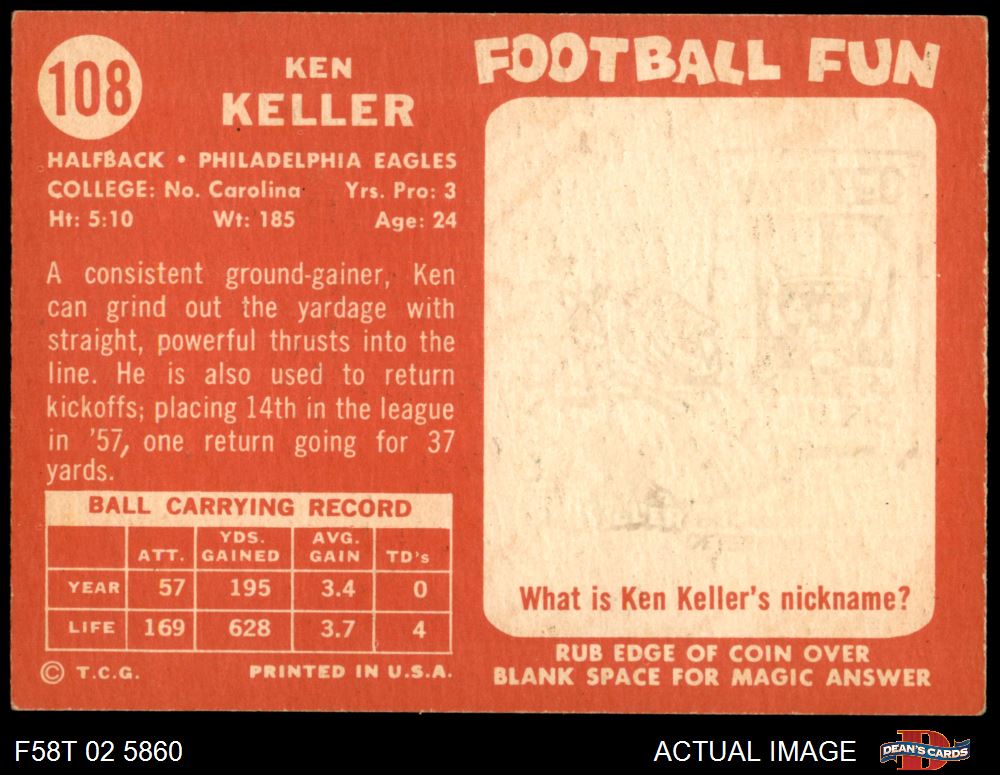 108
KEN
KELLER
HALFBACK • PHILADELPHIA EAGLES
COLLEGE: No. Carolina Yrs. Pro: 3
Ht: 5:10 Wt: 185 Age: 24
A consistent ground-gainer, Ken
can grind out the yardage with
straight, powerful thrusts into the
line. He is also used to return
kickoffs; placing 14th in the league
in '57, one return going for 37
yards.
BALL CARRYING RECORD
ATT. YDS. GAINED AVG. GAIN TD's
YEAR 57 195 3.4 0
LIFE 169 628 3.7 4
© T.C.G. PRINTED IN U.S.A.
FOOTBALL FUN
What is Ken Keller's nickname?
RUB EDGE OF COIN OVER
BLANK SPACE FOR MAGIC ANSWER
F58T 02 5860
ACTUAL IMAGE
DEAN'S CARDS